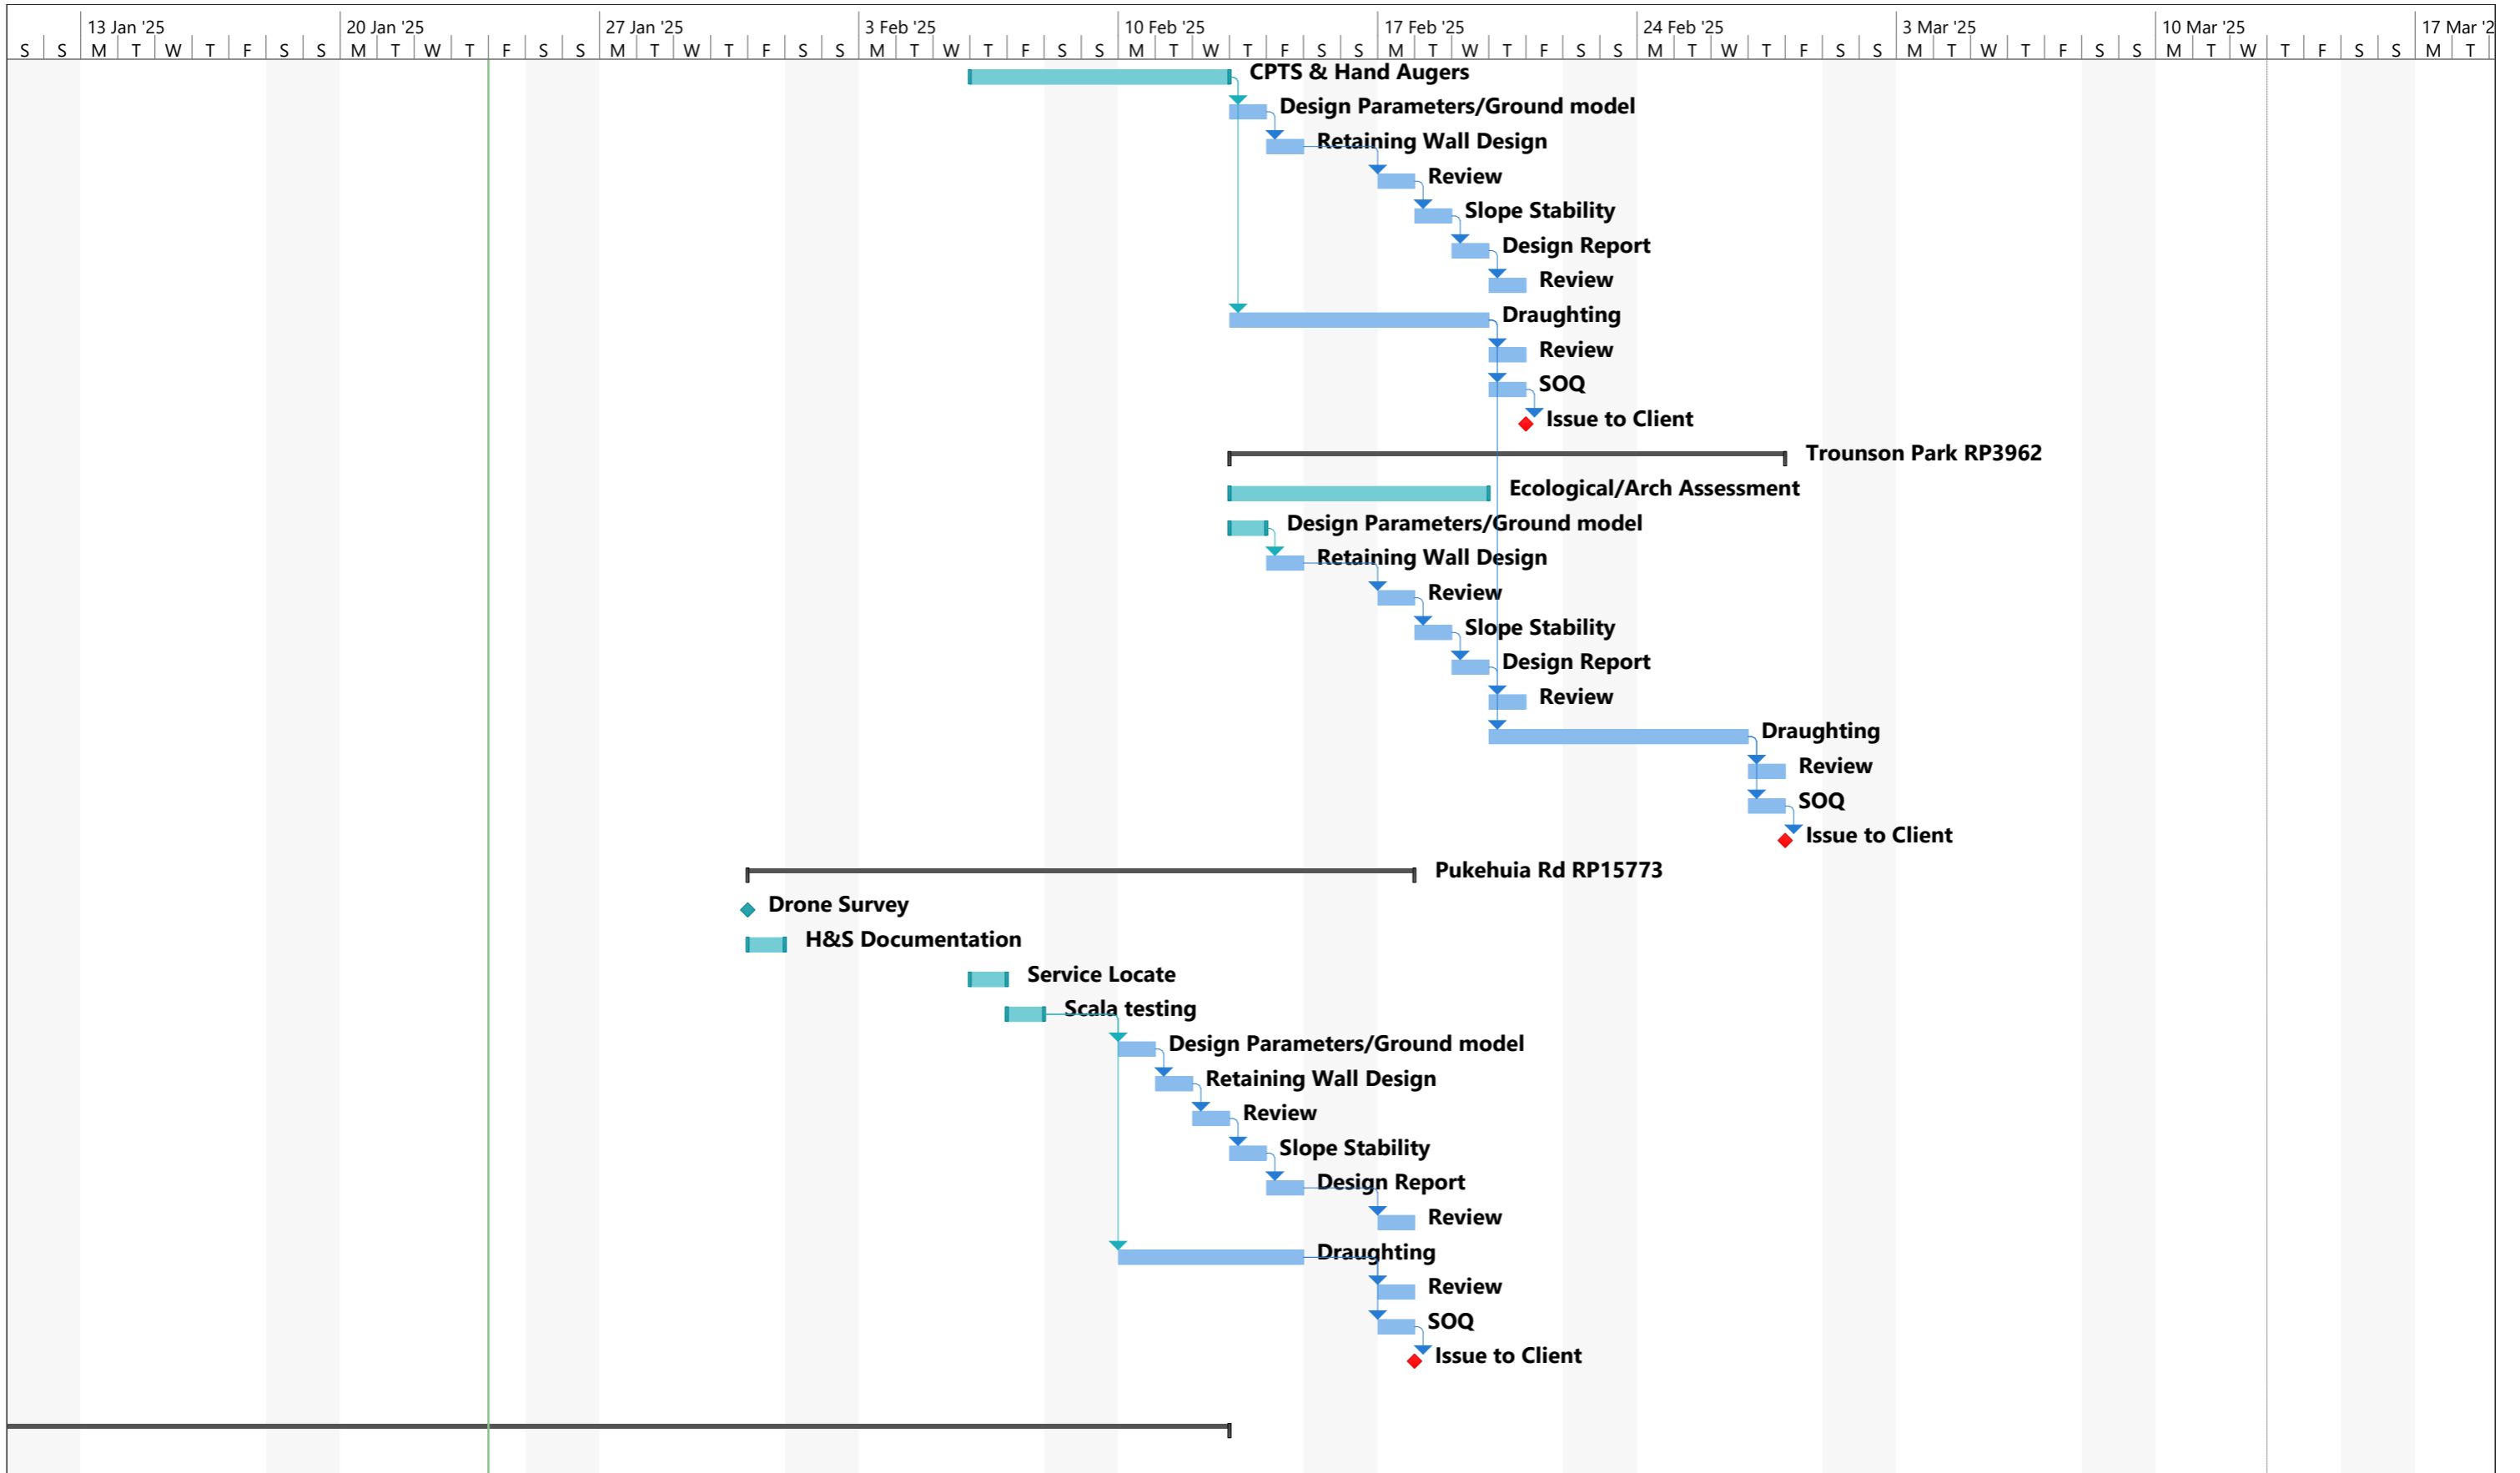 13 Jan '25 20 Jan '25 27 Jan '25 3 Feb '25 10 Feb '25 17 Feb '25 24 Feb '25 3 Mar '25 10 Mar '25 17 Mar '2
S S M T W T F S S M T W T F S S M T W T F S S M T W T F S S M T W T F S S M T W T F S S M T W T F S S M T W T F S S M T W T F S S M T
CPTS & Hand Augers
Design Parameters/Ground model
Retaining Wall Design
Review
Slope Stability
Design Report
Review
Draughting
Review
SOQ
Issue to Client
Trounson Park RP3962
Ecological/Arch Assessment
Design Parameters/Ground model
Retaining Wall Design
Review
Slope Stability
Design Report
Review
Draughting
Review
SOQ
Issue to Client
Pukehuia Rd RP15773
Drone Survey
H&S Documentation
Service Locate
Scala testing
Design Parameters/Ground model
Retaining Wall Design
Review
Slope Stability
Design Report
Review
Draughting
Review
SOQ
Issue to Client